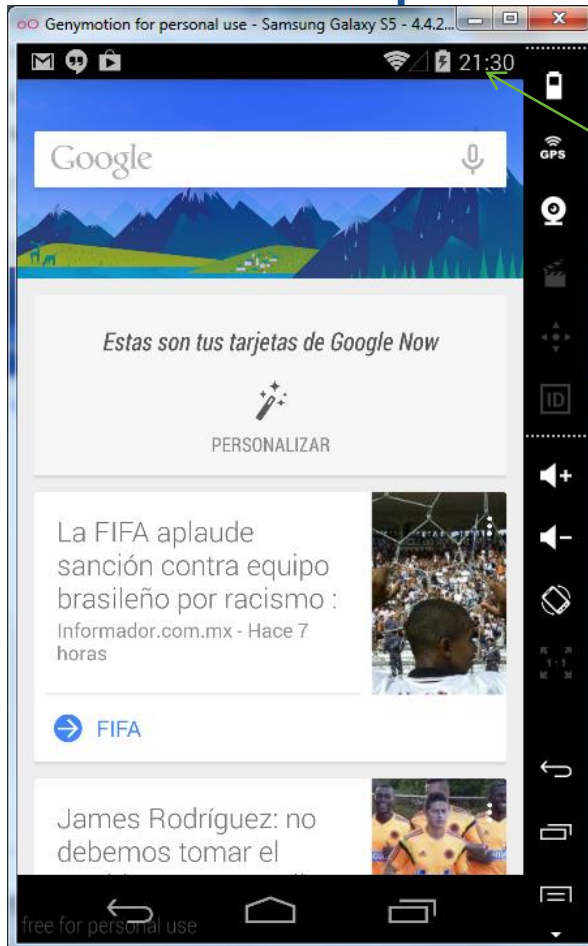 Genymotion for personal use - Samsung Galaxy S5 - 4.4.2...
21:30
GPS
Google
Estas son tus tarjetas de Google Now
PERSONALIZAR
ID
La FIFA aplaude
sanción contra equipo
brasileño por racismo :
Informador.com.mx - Hace 7
horas
1:1
FIFA
James Rodríguez: no
debemos tomar el
free for personal use